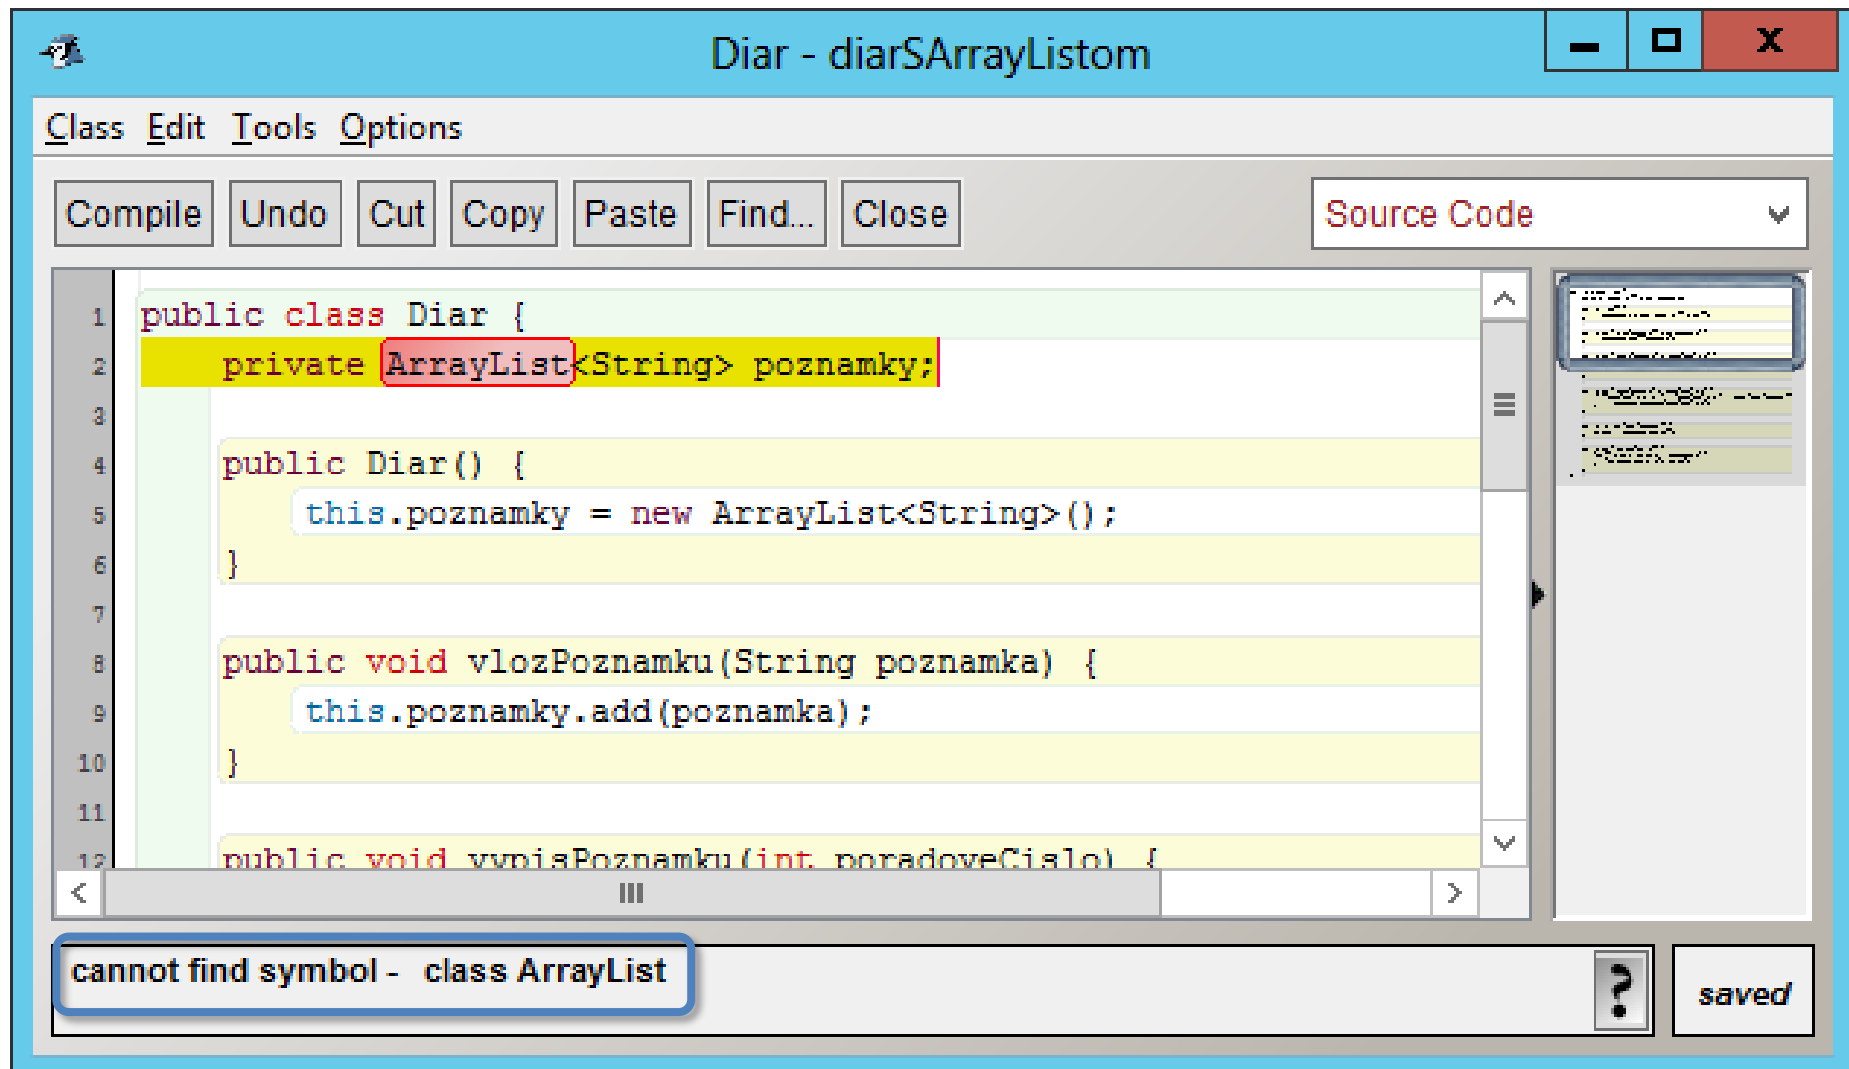 Diar - diarSArrayListom
Class Edit Tools Options
Compile Undo Cut Copy Paste Find... Close Source Code
1 public class Diar {
2 private ArrayList<String> poznamky;
3
4 public Diar() {
5 this.poznamky = new ArrayList<String>();
6 }
7
8 public void vlozPoznamku(String poznamka) {
9 this.poznamky.add(poznamka);
10 }
11
12 public void vypisPoznamku(int poradoveCislo) {
cannot find symbol - class ArrayList
? saved